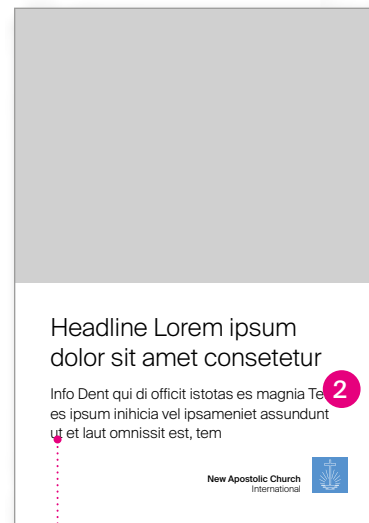 Headline Lorem ipsum
dolor sit amet consetetur
Info Dent qui di officit istotas es magnia Te
2
es ipsum inihicia vel ipsameniet assundunt
ut et laut omnissit est, tem
New Apostolic Church
International